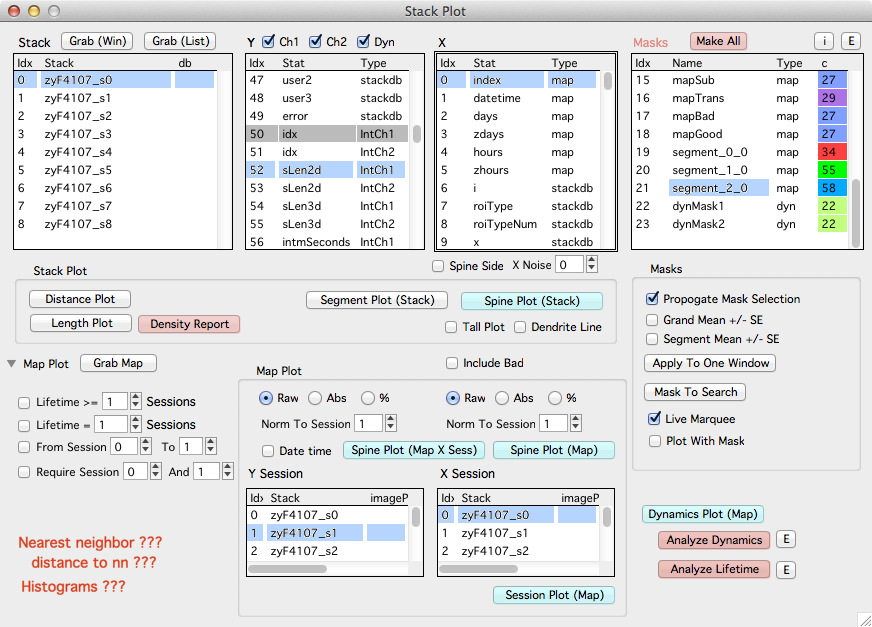 Stack Plot
Stack Grab (Win) Grab (List) Y Ch1 Ch2 Dyn X Masks Make All i E
Idx Stack db
0 zyF4107_s0
1 zyF4107_s1
2 zyF4107_s2
3 zyF4107_s3
4 zyF4107_s4
5 zyF4107_s5
6 zyF4107_s6
7 zyF4107_s7
8 zyF4107_s8
Idx Stat Type
47 user2 stackdb
48 user3 stackdb
49 error stackdb
50 idx IntCh1
51 idx IntCh2
52 sLen2d IntCh1
53 sLen2d IntCh2
54 sLen3d IntCh1
55 sLen3d IntCh2
56 intmSeconds IntCh1
Idx Stat Type
0 index map
1 datetime map
2 days map
3 zdays map
4 hours map
5 zhours map
6 i stackdb
7 roiType stackdb
8 roiTypeNum stackdb
9 x stackdb
Idx Name Type c
15 mapSub map 27
16 mapTrans map 29
17 mapBad map 27
18 mapGood map 27
19 segment_0_0 map 34
20 segment_1_0 map 55
21 segment_2_0 map 58
22 dynMask1 dyn 22
23 dynMask2 dyn 22
Spine Side X Noise 0
Stack Plot
Distance Plot Segment Plot (Stack) Spine Plot (Stack)
Length Plot Density Report Tall Plot Dendrite Line
Masks
Propogate Mask Selection
Grand Mean +/- SE
Segment Mean +/- SE
Apply To One Window
Mask To Search
Live Marquee
Plot With Mask
Map Plot Grab Map
Lifetime >= 1 Sessions
Lifetime = 1 Sessions
From Session 0 To 1
Require Session 0 And 1
Map Plot Include Bad
Raw Abs % Raw Abs %
Norm To Session 1 Norm To Session 1
Date time Spine Plot (Map X Sess) Spine Plot (Map)
Y Session X Session
Idx Stack imageP
0 zyF4107_s0
1 zyF4107_s1
2 zyF4107_s2
Idx Stack imageP
0 zyF4107_s0
1 zyF4107_s1
2 zyF4107_s2
Session Plot (Map)
Dynamics Plot (Map)
Analyze Dynamics E
Analyze Lifetime E
Nearest neighbor ???
distance to nn ???
Histograms ???